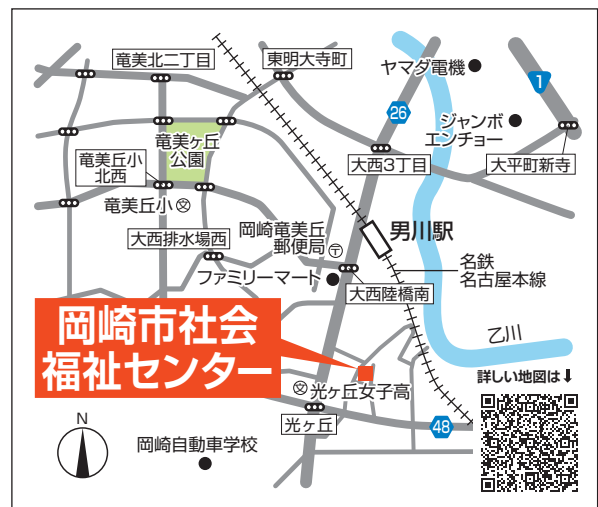 竜美北二丁目
東明大寺町
ヤマダ電機
1
26
ジャンボ
エンチョー
竜美ヶ丘
公園
大西3丁目
大平町新寺
竜美丘小
北西
竜美丘小
文
大西排水場西
岡崎竜美丘
郵便局
〒
男川駅
ファミリーマート
大西陸橋南
名鉄
名古屋本線
岡崎市社会
福祉センター
乙川
詳しい地図は⬇
文
光ヶ丘女子高
光ヶ丘
48
N
岡崎自動車学校